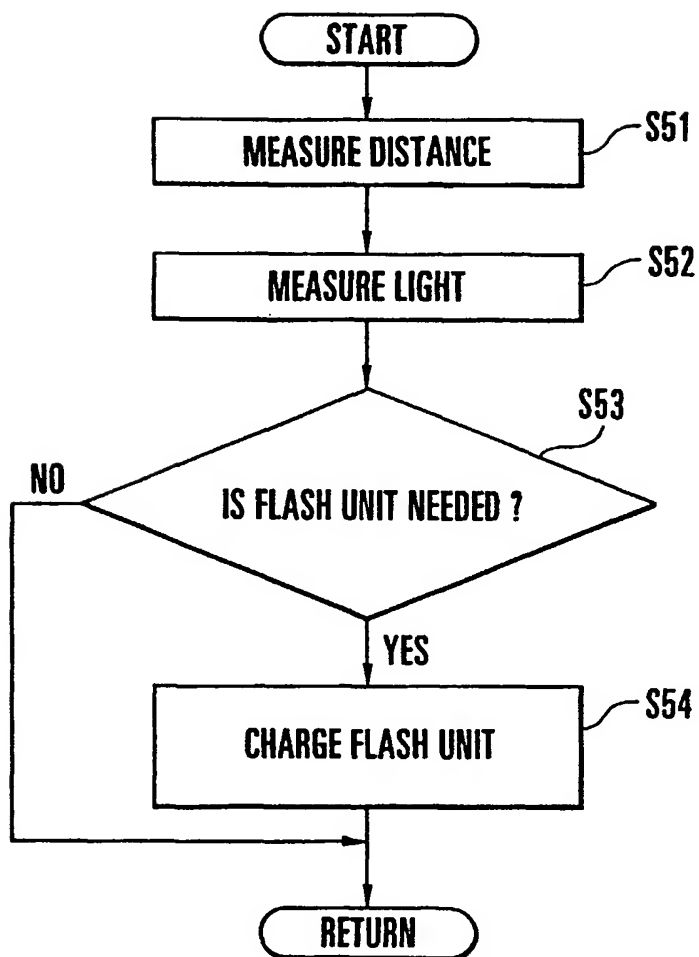 START
MEASURE DISTANCE
S51
MEASURE LIGHT
S52
S53
NO
IS FLASH UNIT NEEDED ?
YES
S54
CHARGE FLASH UNIT
RETURN